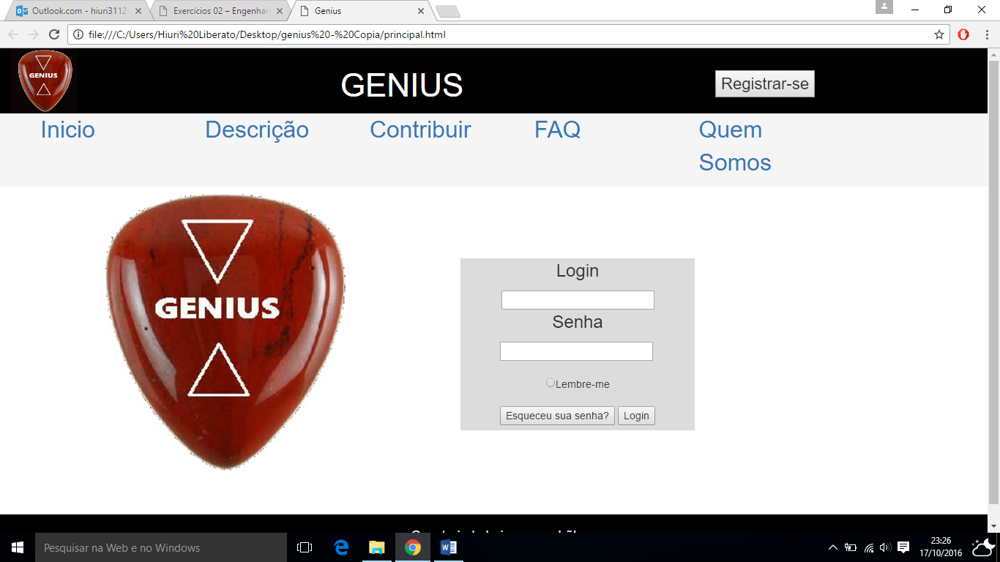 Outlook.com - hiuri3112
Exercícios 02 – Engenhar
Genius
file:///C:/Users/Hiuri%20Liberato/Desktop/genius%20-%20Copia/principal.html
GENIUS
GENIUS
Registrar-se
Inicio
Descrição
Contribuir
FAQ
Quem
Somos
GENIUS
Login
Senha
Lembre-me
Esqueceu sua senha?
Login
Pesquisar na Web e no Windows
23:26
17/10/2016